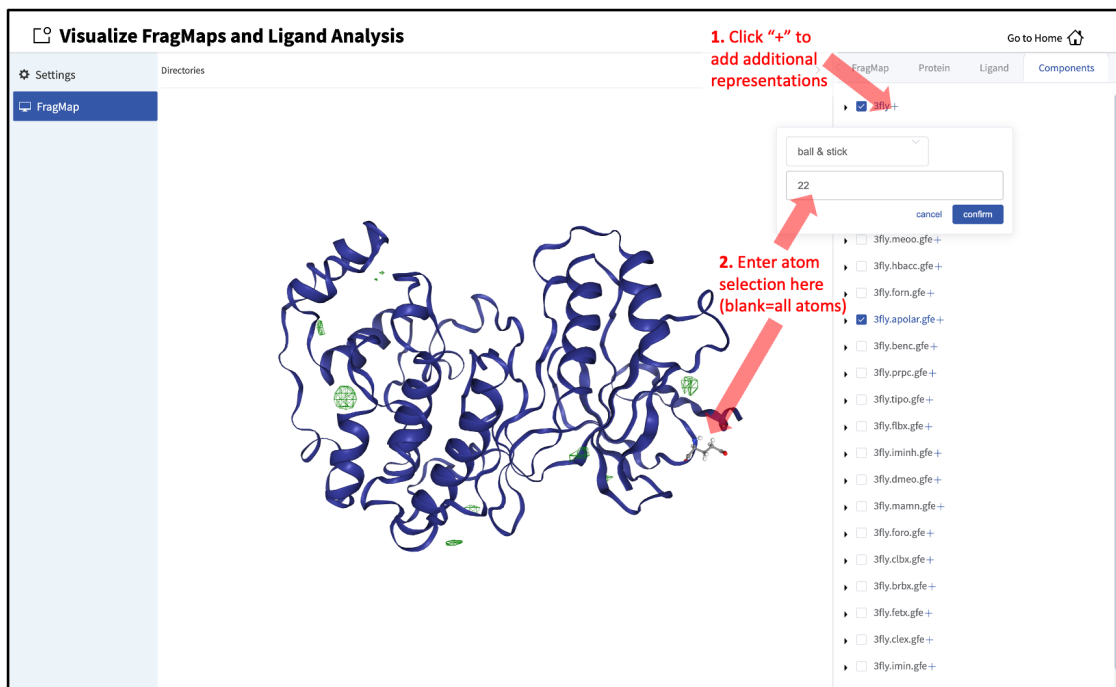 Visualize FragMaps and Ligand Analysis
Go to Home
Settings
FragMap
Directories
1. Click “+” to
add additional
representations
FragMap Protein Ligand Components
3fly+
ball & stick
22
cancel confirm
2. Enter atom
selection here
(blank=all atoms)
3fly.meoo.gfe+
3fly.hbacc.gfe+
3fly.forn.gfe+
3fly.apolar.gfe+
3fly.benc.gfe+
3fly.prpc.gfe+
3fly.tipo.gfe+
3fly.flbx.gfe+
3fly.iminh.gfe+
3fly.dmeo.gfe+
3fly.mamn.gfe+
3fly.foro.gfe+
3fly.clbx.gfe+
3fly.brbx.gfe+
3fly.fetx.gfe+
3fly.clex.gfe+
3fly.imin.gfe+